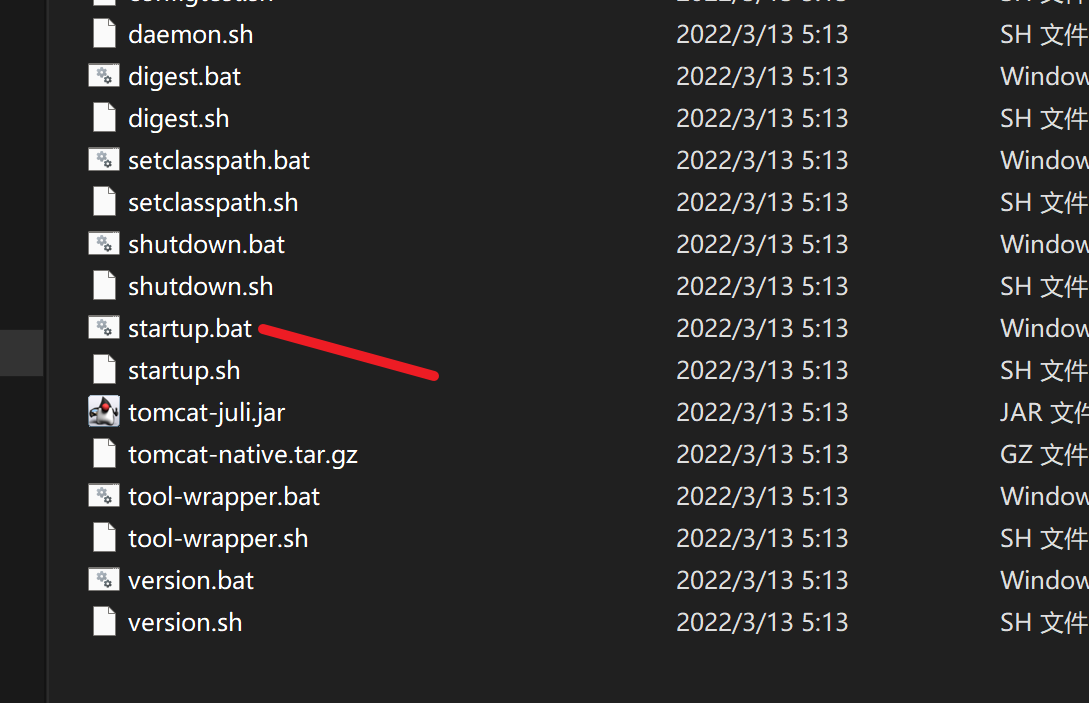 daemon.sh 2022/3/13 5:13 SH 文件
digest.bat 2022/3/13 5:13 Window
digest.sh 2022/3/13 5:13 SH 文件
setclasspath.bat 2022/3/13 5:13 Window
setclasspath.sh 2022/3/13 5:13 SH 文件
shutdown.bat 2022/3/13 5:13 Window
shutdown.sh 2022/3/13 5:13 SH 文件
startup.bat 2022/3/13 5:13 Window
startup.sh 2022/3/13 5:13 SH 文件
tomcat-juli.jar 2022/3/13 5:13 JAR 文件
tomcat-native.tar.gz 2022/3/13 5:13 GZ 文件
tool-wrapper.bat 2022/3/13 5:13 Window
tool-wrapper.sh 2022/3/13 5:13 SH 文件
version.bat 2022/3/13 5:13 Window
version.sh 2022/3/13 5:13 SH 文件